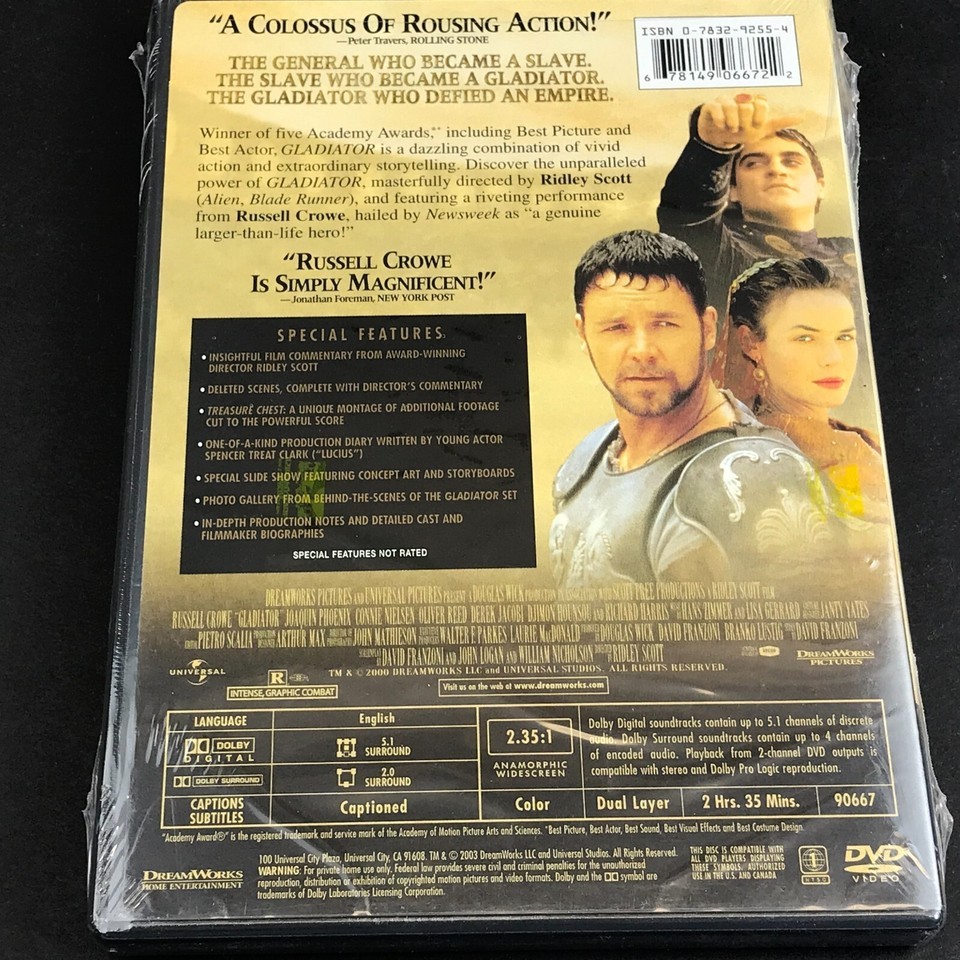 “A COLOSSUS OF ROUSING ACTION!”
—Peter Travers, ROLLING STONE
ISBN 0-7832-9255-4
6 78149 06672 2
THE GENERAL WHO BECAME A SLAVE.
THE SLAVE WHO BECAME A GLADIATOR.
THE GLADIATOR WHO DEFIED AN EMPIRE.
Winner of five Academy Awards,®* including Best Picture and
Best Actor, GLADIATOR is a dazzling combination of vivid
action and extraordinary storytelling. Discover the unparalleled
power of GLADIATOR, masterfully directed by Ridley Scott
(Alien, Blade Runner), and featuring a riveting performance
from Russell Crowe, hailed by Newsweek as “a genuine
larger-than-life hero!”
“RUSSELL CROWE
IS SIMPLY MAGNIFICENT!”
—Jonathan Foreman, NEW YORK POST
SPECIAL FEATURES:
• INSIGHTFUL FILM COMMENTARY FROM AWARD-WINNING
DIRECTOR RIDLEY SCOTT
• DELETED SCENES, COMPLETE WITH DIRECTOR'S COMMENTARY
• TREASURE CHEST: A UNIQUE MONTAGE OF ADDITIONAL FOOTAGE
CUT TO THE POWERFUL SCORE
• ONE-OF-A-KIND PRODUCTION DIARY WRITTEN BY YOUNG ACTOR
SPENCER TREAT CLARK (“LUCIUS”)
• SPECIAL SLIDE SHOW FEATURING CONCEPT ART AND STORYBOARDS
• PHOTO GALLERY FROM BEHIND-THE-SCENES OF THE GLADIATOR SET
• IN-DEPTH PRODUCTION NOTES AND DETAILED CAST AND
FILMMAKER BIOGRAPHIES
SPECIAL FEATURES NOT RATED
DREAMWORKS PICTURES AND UNIVERSAL PICTURES PRESENT A DOUGLAS WICK PRODUCTION IN ASSOCIATION WITH SCOTT FREE PRODUCTIONS A RIDLEY SCOTT FILM
RUSSELL CROWE “GLADIATOR” JOAQUIN PHOENIX CONNIE NIELSEN OLIVER REED DEREK JACOBI DJIMON HOUNSOU AND RICHARD HARRIS HANS ZIMMER AND LISA GERRARD JANTY YATES
PIETRO SCALIA ARTHUR MAX JOHN MATHIESON WALTER F. PARKES LAURIE MACDONALD DOUGLAS WICK DAVID FRANZONI BRANKO LUSTIG DAVID FRANZONI
DAVID FRANZONI AND JOHN LOGAN AND WILLIAM NICHOLSON RIDLEY SCOTT
DREAMWORKS
PICTURES
UNIVERSAL
TM & © 2000 DREAMWORKS LLC and UNIVERSAL STUDIOS. ALL RIGHTS RESERVED.
R
INTENSE, GRAPHIC COMBAT
Visit us on the web at www.dreamworks.com
LANGUAGE English
DOLBY DIGITAL 5.1 SURROUND
DOLBY SURROUND 2.0 SURROUND
CAPTIONS
SUBTITLES
Captioned
2.35:1
ANAMORPHIC
WIDESCREEN
Dolby Digital soundtracks contain up to 5.1 channels of discrete
audio. Dolby Surround soundtracks contain up to 4 channels
of encoded audio. Playback from 2-channel DVD outputs is
compatible with stereo and Dolby Pro Logic reproduction.
Color Dual Layer 2 Hrs. 35 Mins. 90667
"Academy Award®" is the registered trademark and service mark of the Academy of Motion Picture Arts and Sciences. *Best Picture, Best Actor, Best Sound, Best Visual Effects and Best Costume Design.
DREAMWORKS
HOME ENTERTAINMENT
100 Universal City Plaza, Universal City, CA 91608. TM & © 2003 DreamWorks LLC and Universal Studios. All Rights Reserved.
WARNING: For private home use only. Federal law provides severe civil and criminal penalties for the unauthorized
reproduction, distribution or exhibition of copyrighted motion pictures and video formats. Dolby and the DD symbol are
trademarks of Dolby Laboratories Licensing Corporation.
THIS DISC IS COMPATIBLE WITH
ALL DVD PLAYERS DISPLAYING
THESE SYMBOLS. AUTHORIZED
USE IN THE U.S. AND CANADA
1
NTSC
DVD
VIDEO